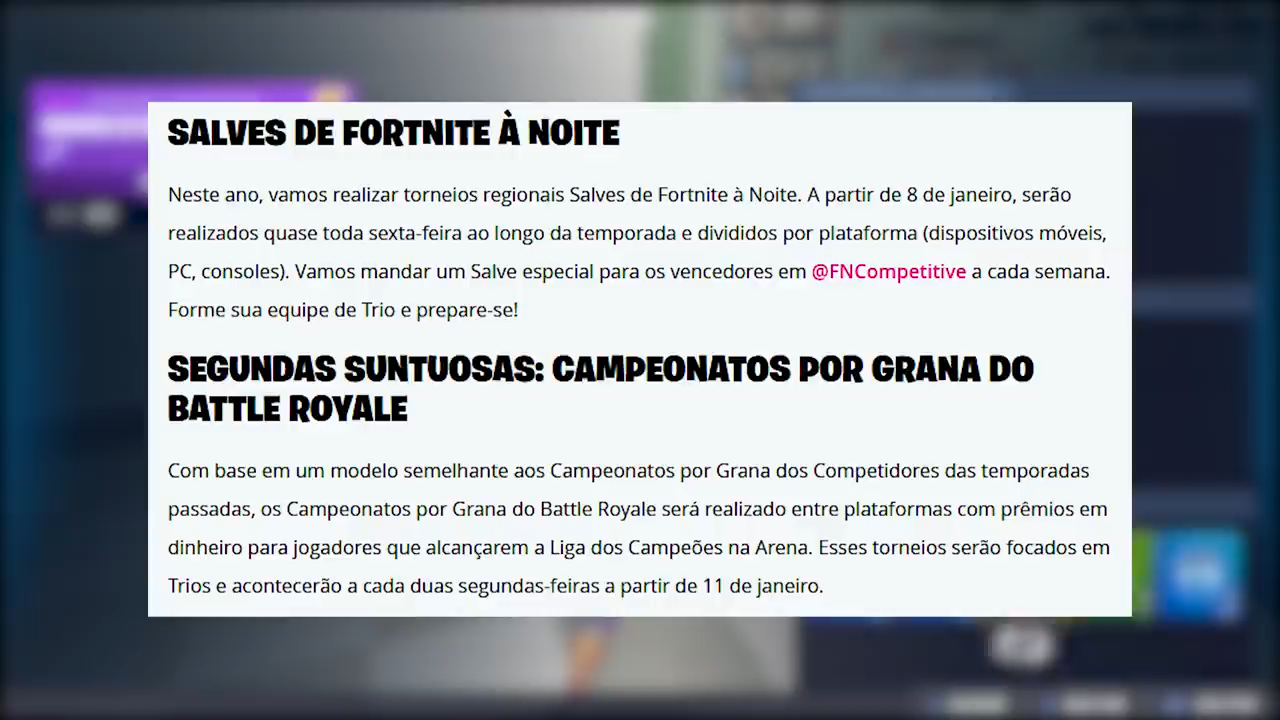 SALVES DE FORTNITE À NOITE
Neste ano, vamos realizar torneios regionais Salves de Fortnite à Noite. A partir de 8 de janeiro, serão
realizados quase toda sexta-feira ao longo da temporada e divididos por plataforma (dispositivos móveis,
PC, consoles). Vamos mandar um Salve especial para os vencedores em @FNCompetitive a cada semana.
Forme sua equipe de Trio e prepare-se!
SEGUNDAS SUNTUOSAS: CAMPEONATOS POR GRANA DO
BATTLE ROYALE
Com base em um modelo semelhante aos Campeonatos por Grana dos Competidores das temporadas
passadas, os Campeonatos por Grana do Battle Royale será realizado entre plataformas com prêmios em
dinheiro para jogadores que alcançarem a Liga dos Campeões na Arena. Esses torneios serão focados em
Trios e acontecerão a cada duas segundas-feiras a partir de 11 de janeiro.